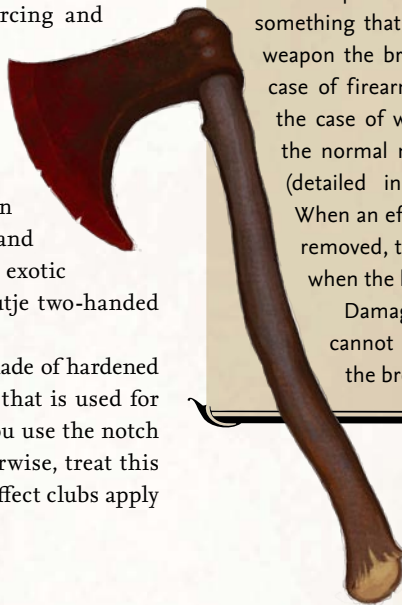 rcing and
n
and
exotic
utje two-handed
ade of hardened
that is used for
ou use the notch
rwise, treat this
ffect clubs apply
something that
weapon the br
case of firear
the case of w
the normal
(detailed in
When an ef
removed, t
when the
Damag
cannot
the br